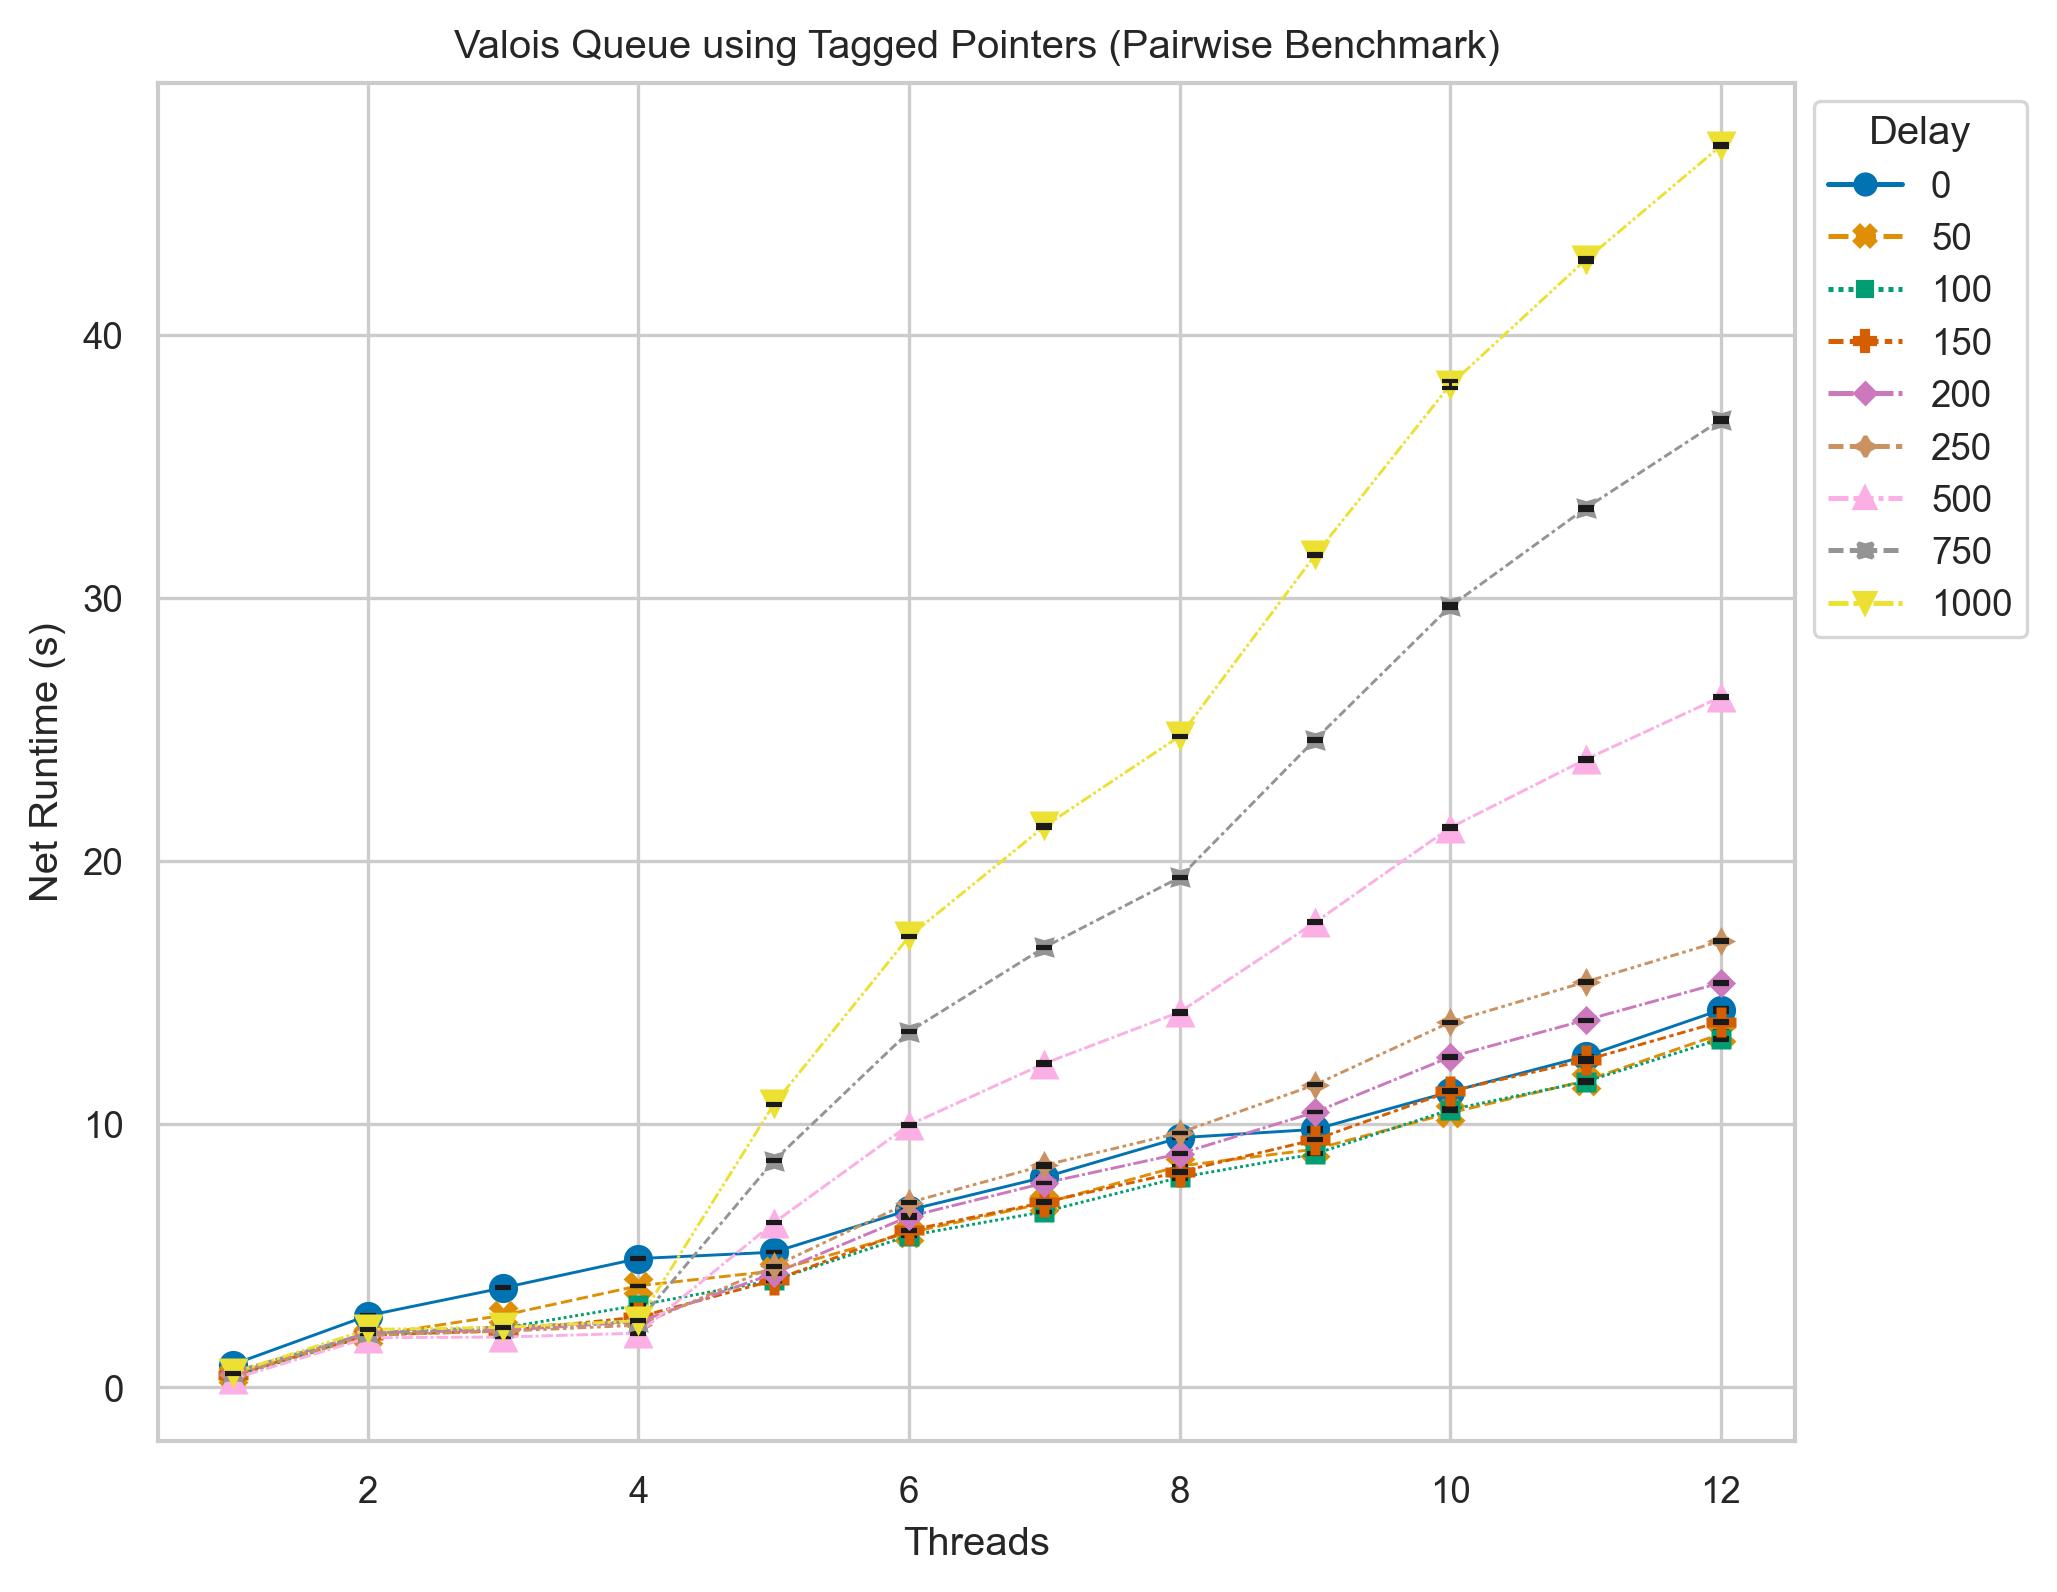 Valois Queue using Tagged Pointers (Pairwise Benchmark)
Net Runtime (s)
40
30
20
10
0
2 4 6 8 10 12
Threads
Delay
0
50
100
150
200
250
500
750
1000